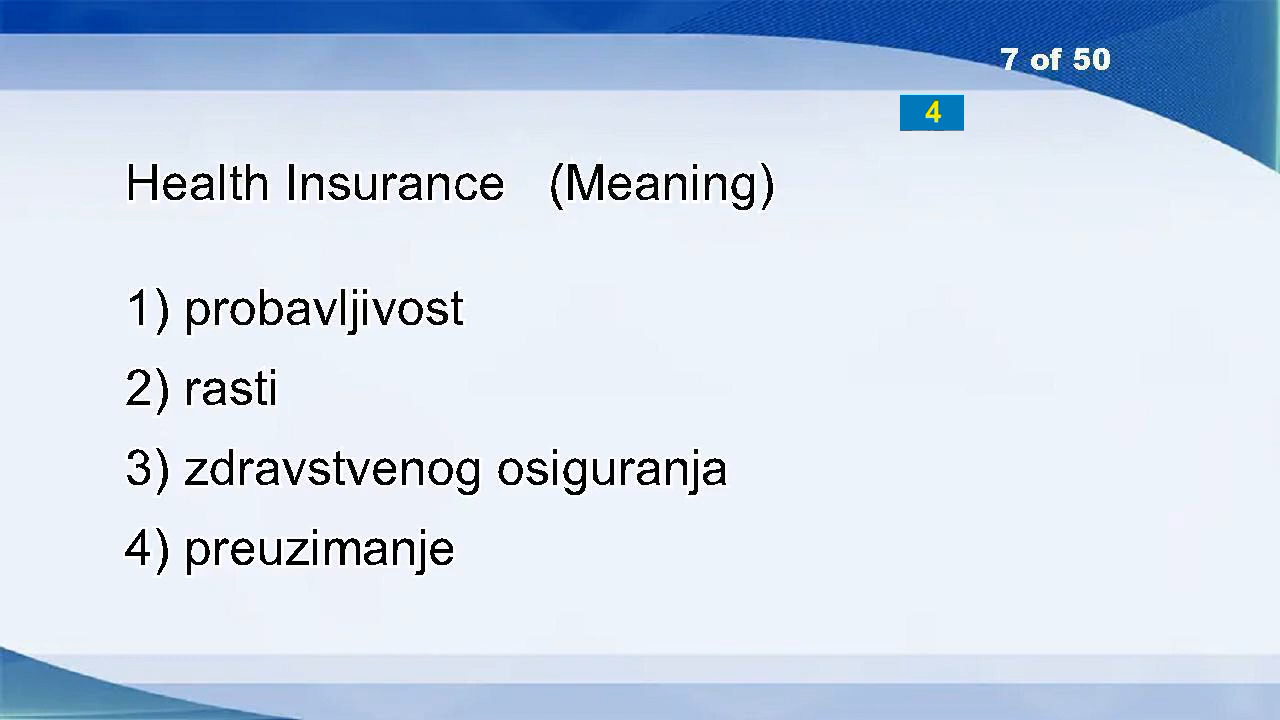 7 of 50
4
Health Insurance (Meaning)
1) probavljivost
2) rasti
3) zdravstvenog osiguranja
4) preuzimanje